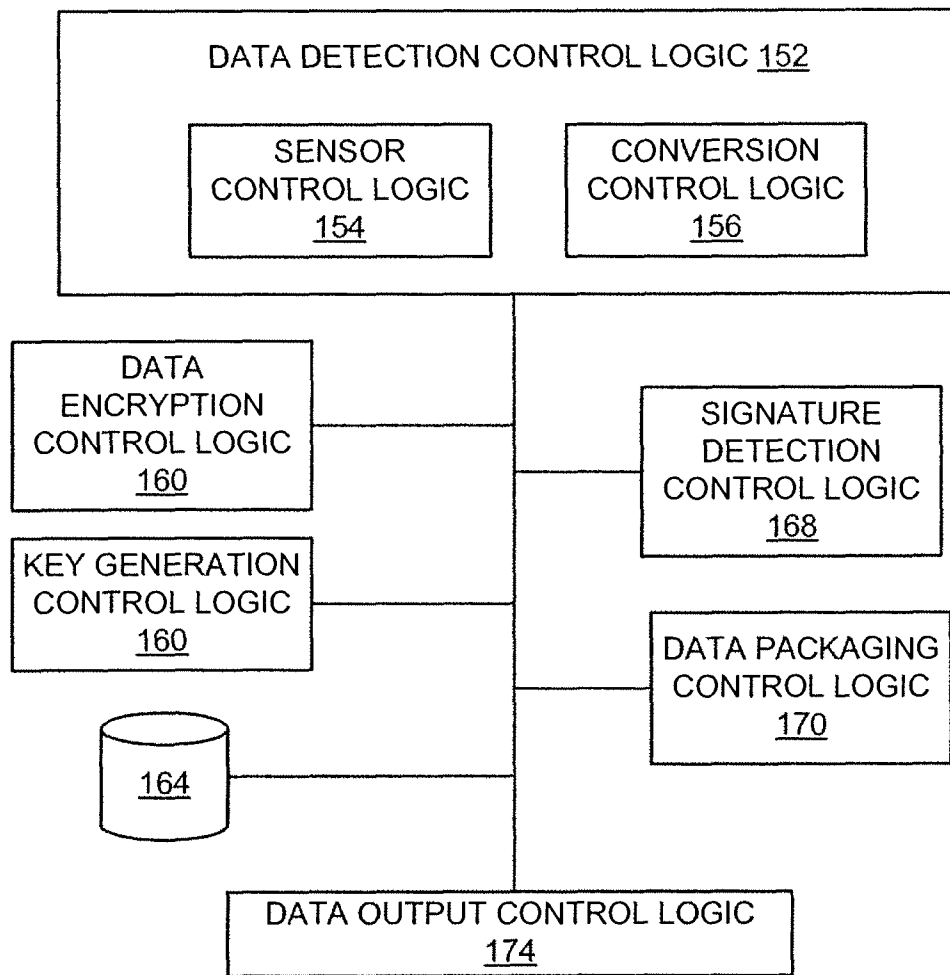 DATA DETECTION CONTROL LOGIC 152
SENSOR
CONTROL LOGIC
154
CONVERSION
CONTROL LOGIC
156
DATA
ENCRYPTION
CONTROL LOGIC
160
SIGNATURE
DETECTION
CONTROL LOGIC
168
KEY GENERATION
CONTROL LOGIC
160
DATA PACKAGING
CONTROL LOGIC
170
164
DATA OUTPUT CONTROL LOGIC
174